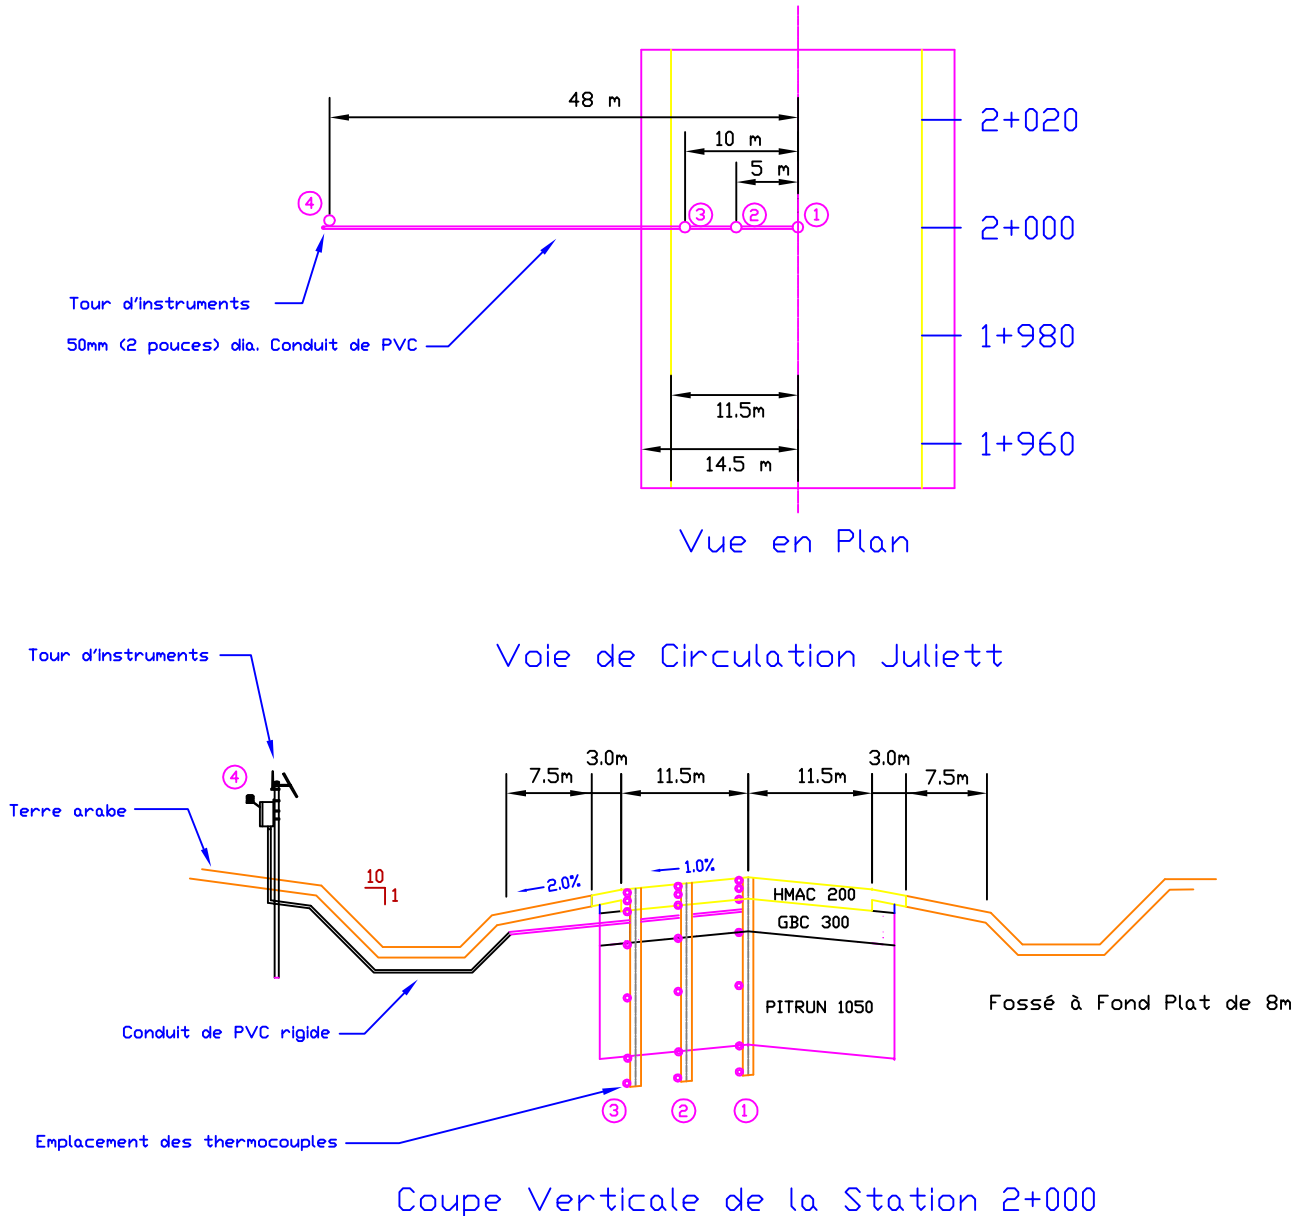 48 m
10 m
5 m
2+020
4
3
2
1
2+000
Tour d'instruments
50mm (2 pouces) dia. Conduit de PVC
1+980
11.5m
1+960
14.5 m
Vue en Plan
Voie de Circulation Juliett
Tour d'instruments
3.0m
3.0m
4
7.5m
11.5m
11.5m
7.5m
Terre arabe
10
1
2.0%
1.0%
HMAC 200
GBC 300
PITRUN 1050
Fossé à Fond Plat de 8m
Conduit de PVC rigide
3
2
1
Emplacement des thermocouples
Coupe Verticale de la Station 2+000